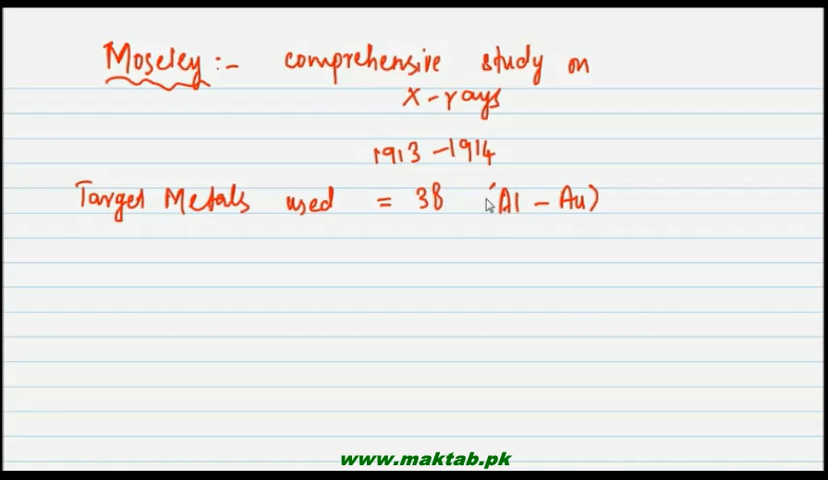 Moseley :- comprehensive study on
X-rays
1913 - 1914
Target Metals used = 38 (Al - Au)
www.maktab.pk